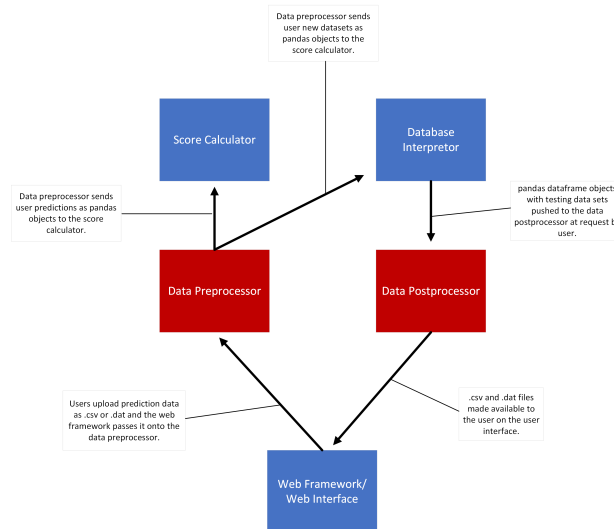 Data preprocessor sends
user new datasets as
pandas objects to the
score calculator.
Score Calculator
Database
Interpretor
Data preprocessor sends
user predictions as pandas
objects to the score
calculator.
pandas dataframe objects
with testing data sets
pushed to the data
postprocessor at request b
user.
Data Preprocessor
Data Postprocessor
Users upload prediction data
as .csv or .dat and the web
framework passes it onto the
data preprocessor.
.csv and .dat files
made available to
the user on the user
interface.
Web Framework/
Web Interface